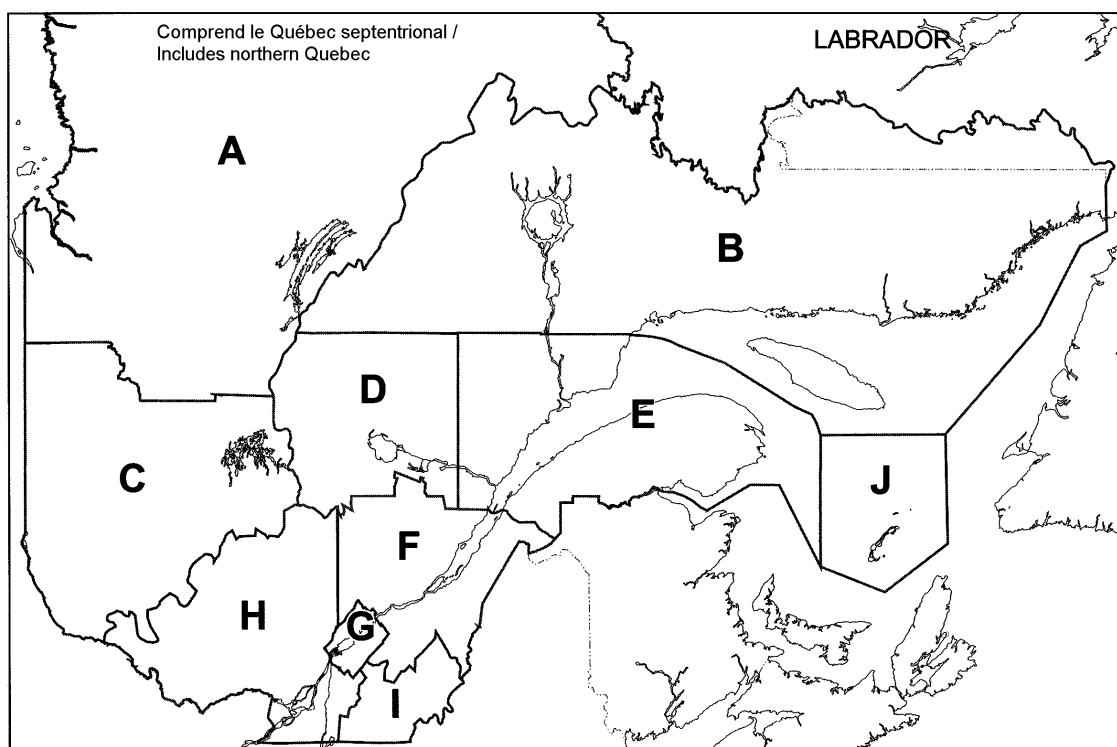 Comprend le Québec septentrional /
Includes northern Quebec
LABRADOR
A
B
D
E
C
J
F
H
G
I